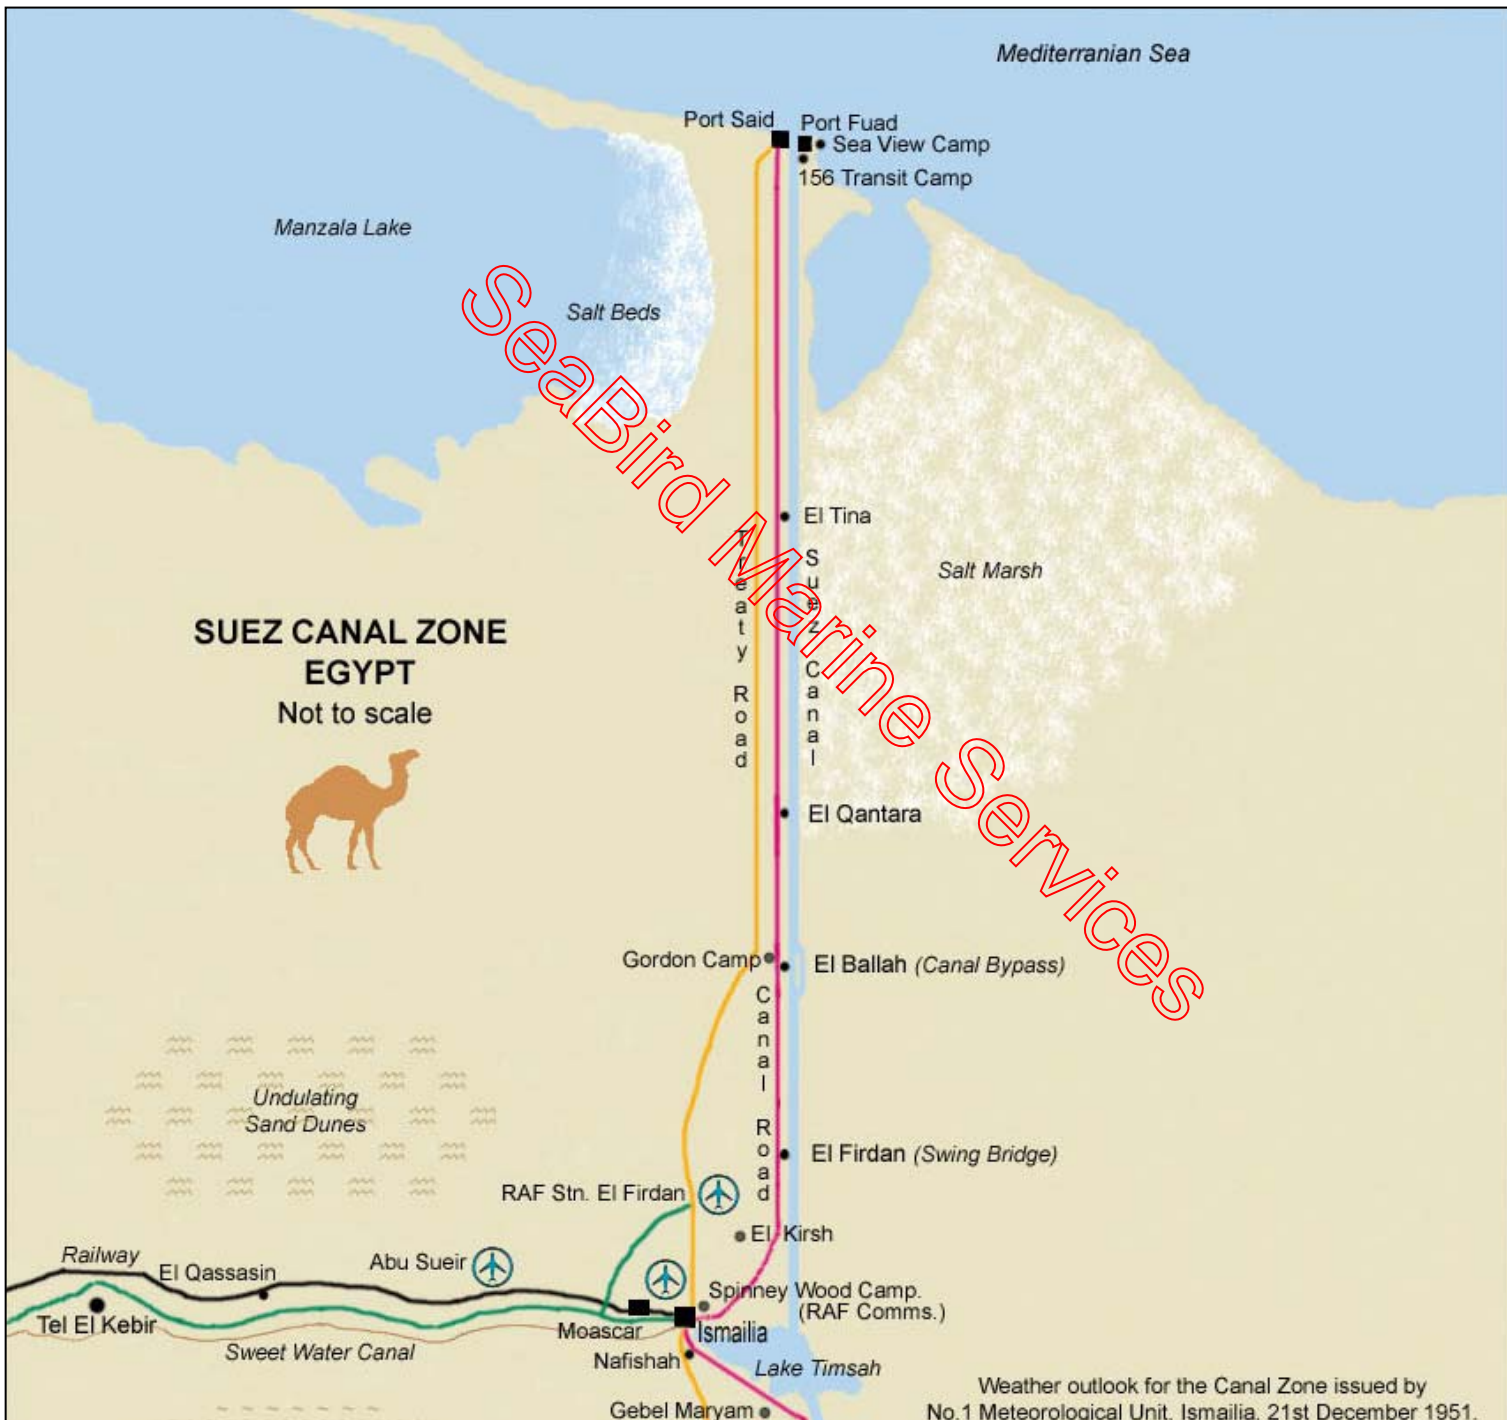 Mediterranian Sea
Port Said
Port Fuad
Sea View Camp
156 Transit Camp
Manzala Lake
Salt Beds
SeaBird Marine Services
El Tina
Treaty Road
Suez Canal
Salt Marsh
SUEZ CANAL ZONE
EGYPT
Not to scale
El Qantara
Gordon Camp
El Ballah (Canal Bypass)
Canal Road
Undulating
Sand Dunes
El Firdan (Swing Bridge)
RAF Stn. El Firdan
El Kirsh
Railway
El Qassasin
Abu Sueir
Spinney Wood Camp.
(RAF Comms.)
Tel El Kebir
Moascar
Ismailia
Sweet Water Canal
Nafishah
Lake Timsah
Weather outlook for the Canal Zone issued by
Gebel Maryam
No.1 Meteorological Unit, Ismailia, 21st December 1951.